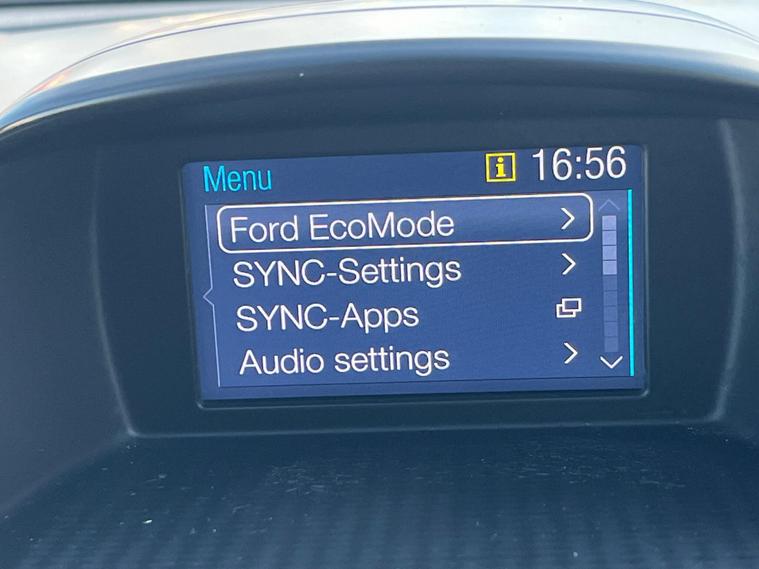 Menu i 16:56
Ford EcoMode
SYNC-Settings
SYNC-Apps
Audio settings